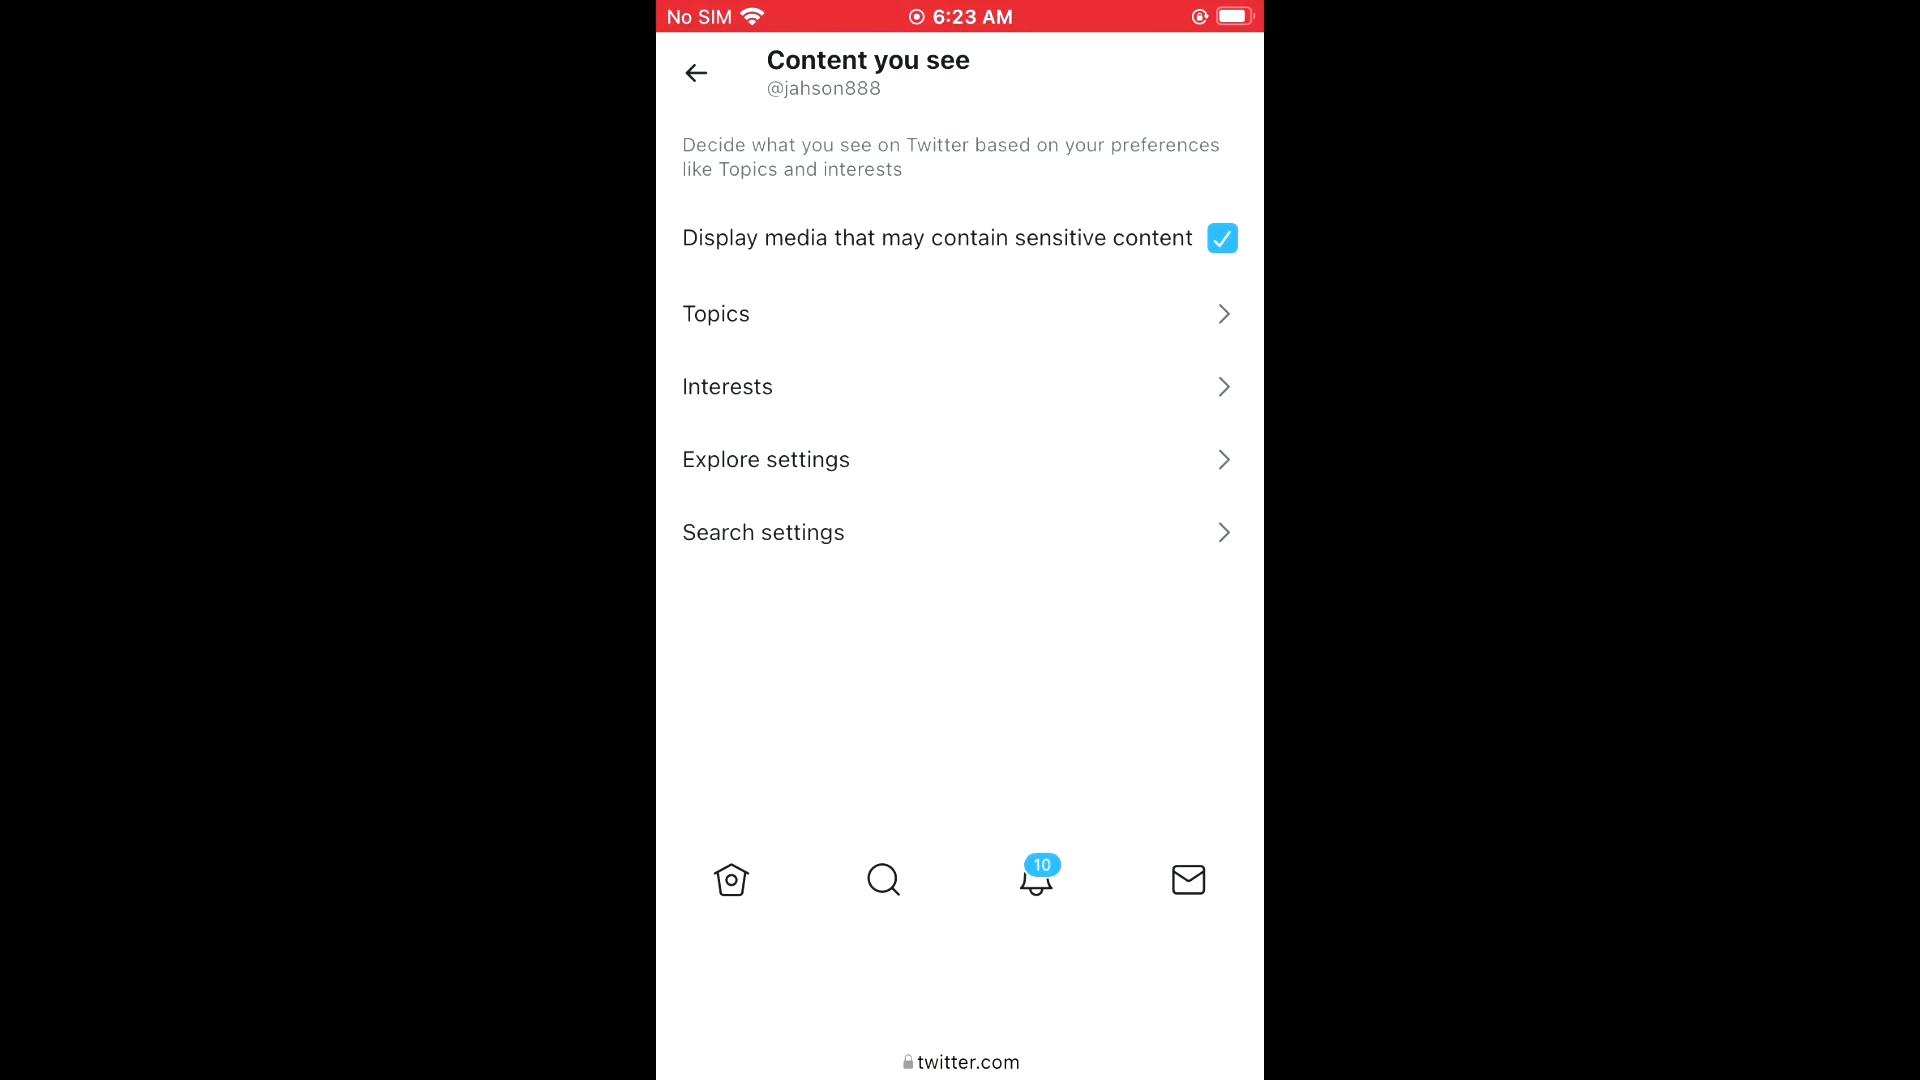 No SIM 6:23 AM
Content you see
@jahson888
Decide what you see on Twitter based on your preferences
like Topics and interests
Display media that may contain sensitive content
Topics
Interests
Explore settings
Search settings
10
twitter.com